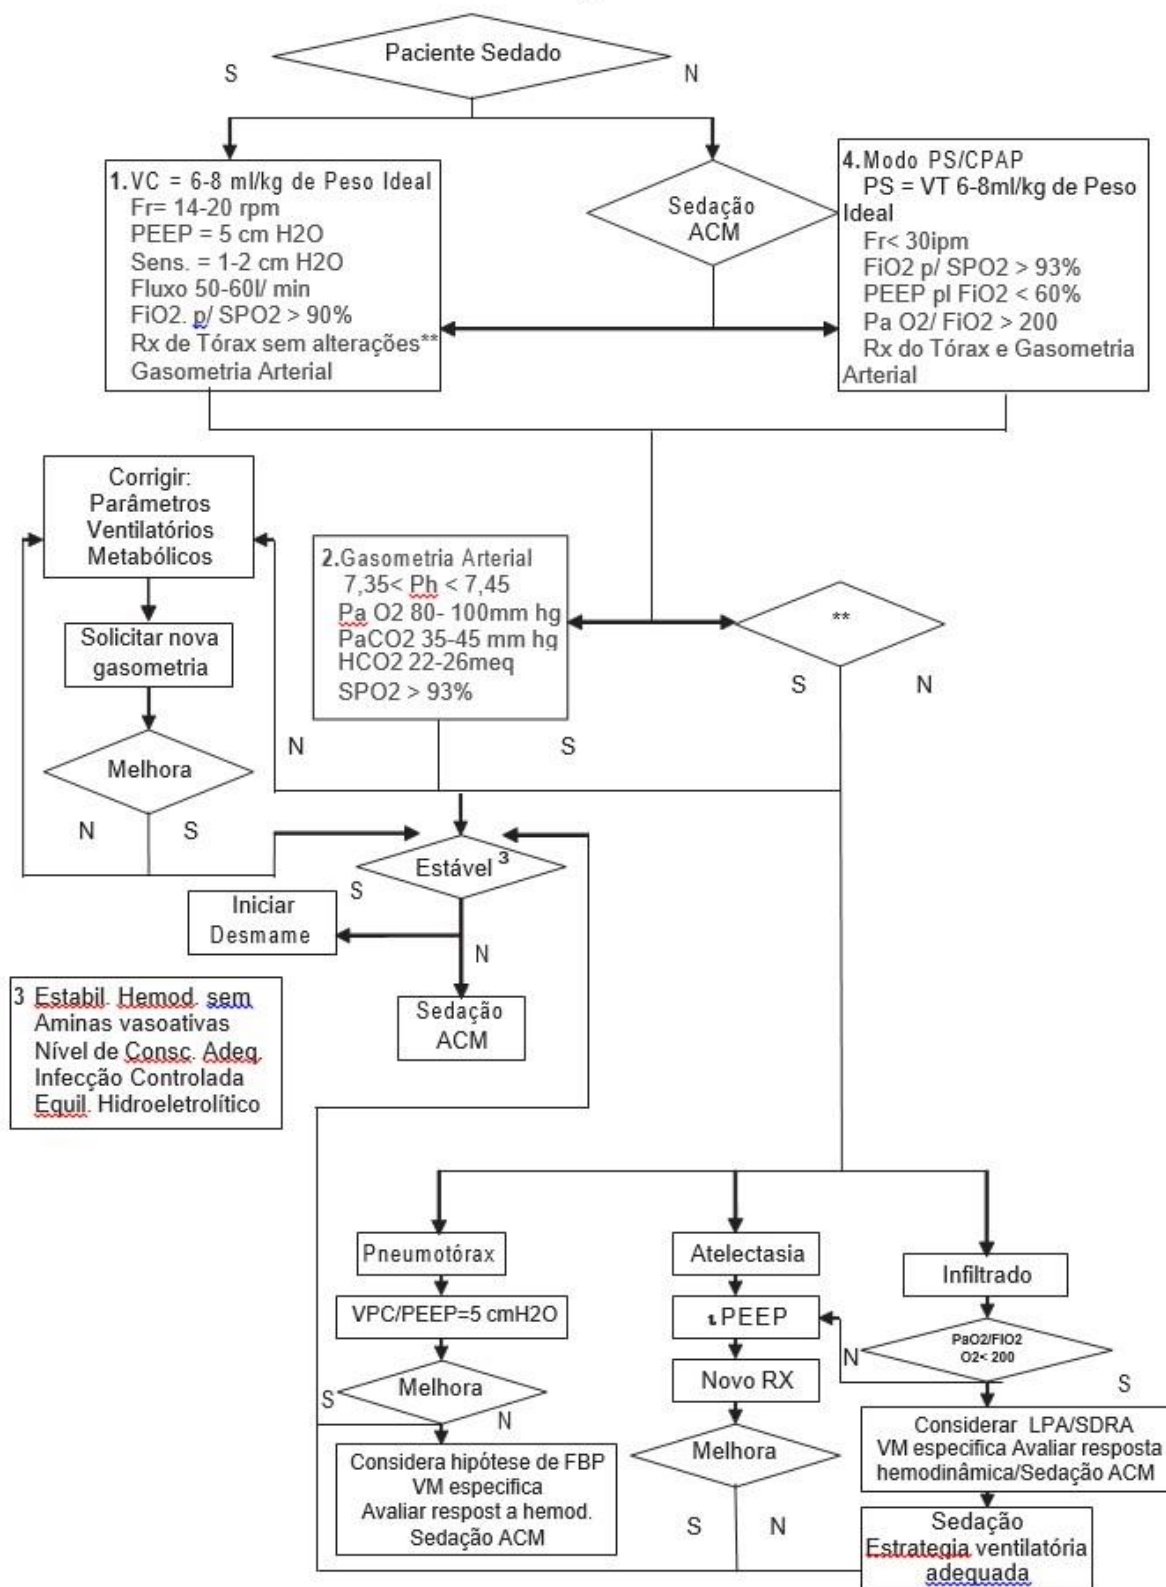 Paciente Sedado
S
N
1.VC = 6-8 ml/kg de Peso Ideal
Fr= 14-20 rpm
PEEP = 5 cm H2O
Sens. = 1-2 cm H2O
Fluxo 50-60l/ min
FiO2. p/ SPO2 > 90%
Rx de Tórax sem alterações**
Gasometria Arterial
Sedação
ACM
4.Modo PS/CPAP
PS = VT 6-8ml/kg de Peso
Ideal
Fr< 30ipm
FiO2 p/ SPO2 > 93%
PEEP pl FiO2 < 60%
Pa O2/ FiO2 > 200
Rx do Tórax e Gasometria
Arterial
Corrigir:
Parâmetros
Ventilatórios
Metabólicos
Solicitar nova
gasometria
Melhora
N
S
2.Gasometria Arterial
7,35< Ph < 7,45
Pa O2 80- 100mm hg
PaCO2 35-45 mm hg
HCO2 22-26meq
SPO2 > 93%
N
S
**
S
N
Estável 3
S
N
Iniciar
Desmame
Sedação
ACM
3 Estabil. Hemod. sem
Aminas vasoativas
Nível de Consc. Adeq.
Infecção Controlada
Equil. Hidroeletrolítico
Pneumotórax
VPC/PEEP=5 cmH2O
Melhora
S
N
Considera hipótese de FBP
VM especifica
Avaliar respost a hemod.
Sedação ACM
Atelectasia
PEEP
Novo RX
Melhora
S
N
Infiltrado
PaO2/FIO2
O2< 200
N
S
Considerar LPA/SDRA
VM especifica Avaliar resposta
hemodinâmica/Sedação ACM
Sedação
Estrategia ventilatória
adequada